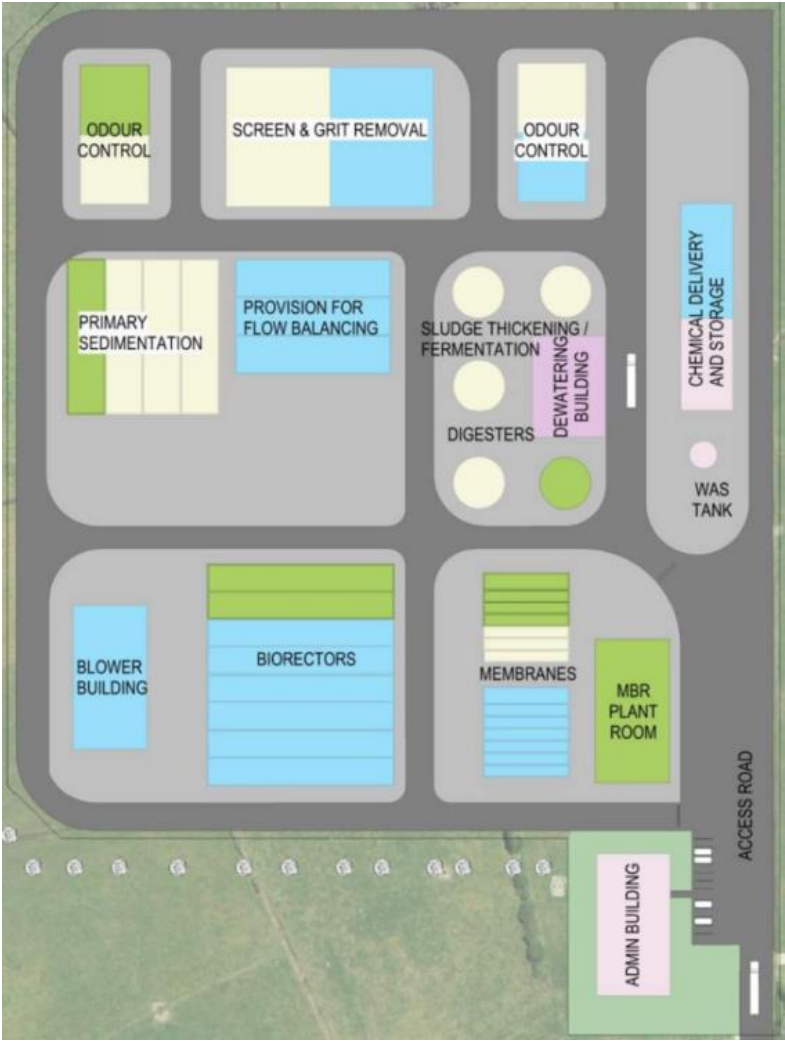 ODOUR
CONTROL
SCREEN & GRIT REMOVAL
ODOUR
CONTROL
CHEMICAL DELIVERY
AND STORAGE
PRIMARY
SEDIMENTATION
PROVISION FOR
FLOW BALANCING
SLUDGE THICKENING /
FERMENTATION
DEWATERING
BUILDING
DIGESTERS
WAS
TANK
BLOWER
BUILDING
BIORECTORS
MEMBRANES
MBR
PLANT
ROOM
ACCESS ROAD
ADMIN BUILDING